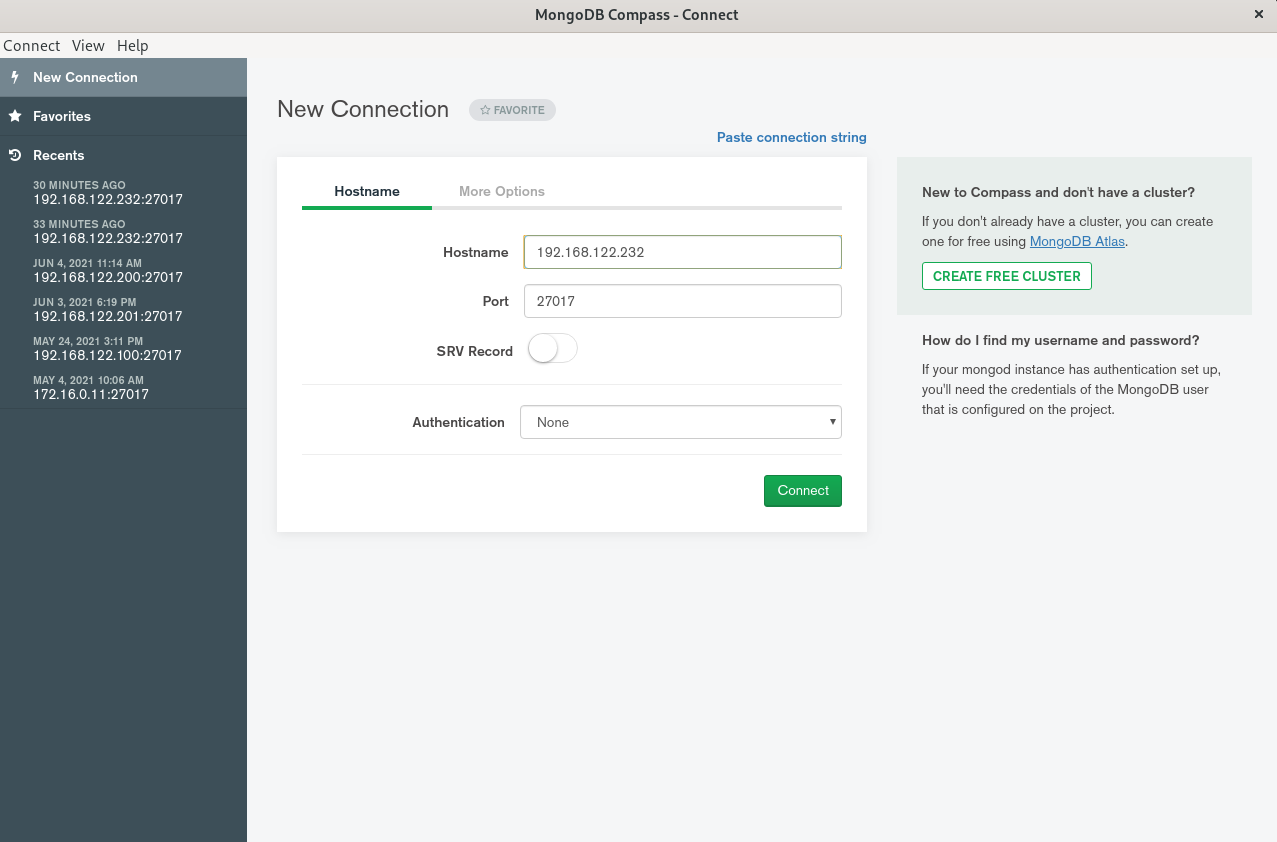 MongoDB Compass - Connect
Connect View Help
New Connection
Favorites
Recents
30 MINUTES AGO
192.168.122.232:27017
33 MINUTES AGO
192.168.122.232:27017
JUN 4, 2021 11:14 AM
192.168.122.200:27017
JUN 3, 2021 6:19 PM
192.168.122.201:27017
MAY 24, 2021 3:11 PM
192.168.122.100:27017
MAY 4, 2021 10:06 AM
172.16.0.11:27017
New Connection FAVORITE
Paste connection string
Hostname More Options
Hostname 192.168.122.232
Port 27017
SRV Record
Authentication None
Connect
New to Compass and don't have a cluster?
If you don't already have a cluster, you can create
one for free using MongoDB Atlas.
CREATE FREE CLUSTER
How do I find my username and password?
If your mongod instance has authentication set up,
you'll need the credentials of the MongoDB user
that is configured on the project.